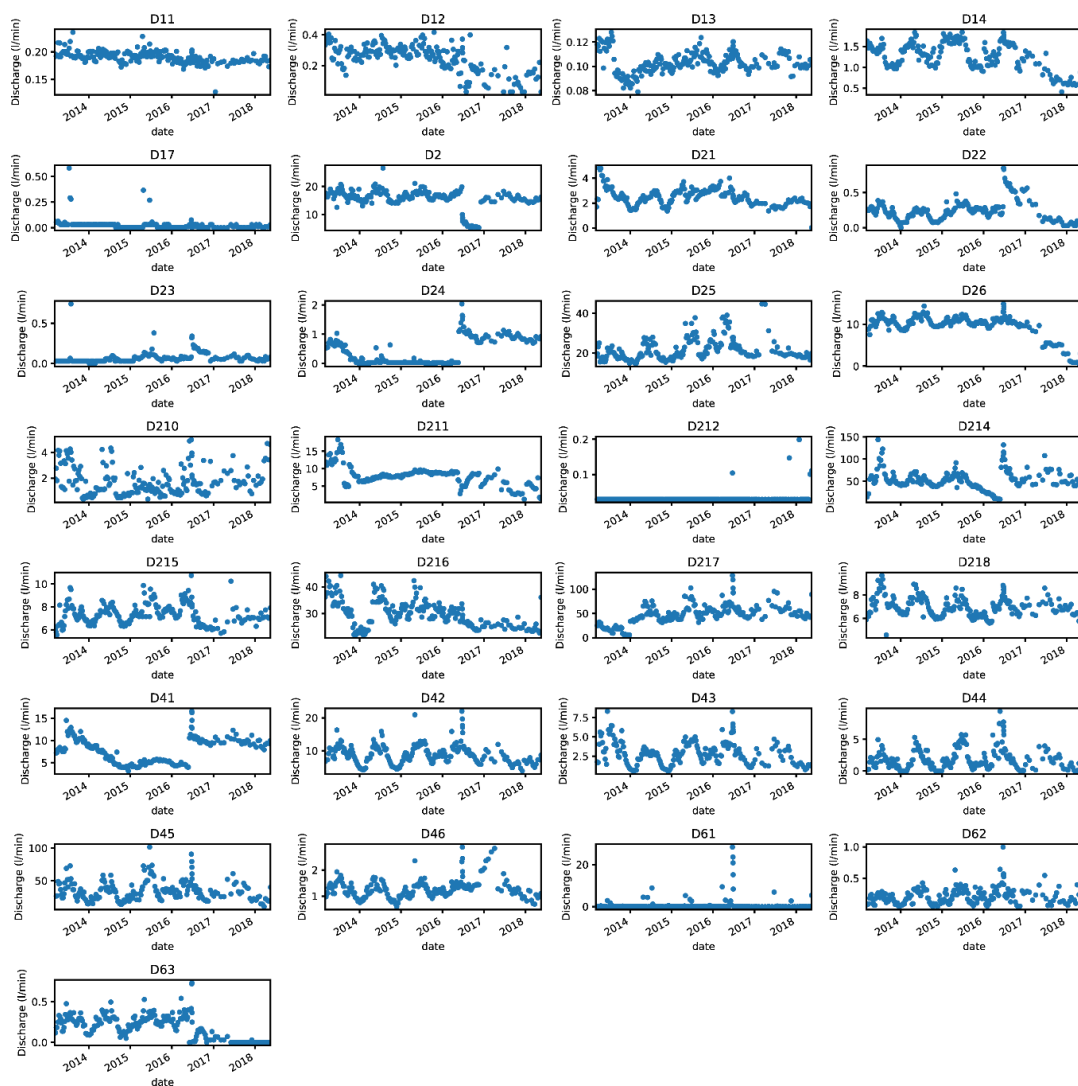 D11 D12 D13 D14
Discharge (l/min) Discharge (l/min) Discharge (l/min) Discharge (l/min)
0.20 0.4 0.12 1.5
0.15 0.2 0.10 1.0
0.08 0.5
2014 2015 2016 2017 2018 2014 2015 2016 2017 2018 2014 2015 2016 2017 2018 2014 2015 2016 2017 2018
date date date date
D17 D2 D21 D22
Discharge (l/min) Discharge (l/min) Discharge (l/min) Discharge (l/min)
0.50 20 4 0.5
0.25 10 2 0.0
0.00 0
2014 2015 2016 2017 2018 2014 2015 2016 2017 2018 2014 2015 2016 2017 2018 2014 2015 2016 2017 2018
date date date date
D23 D24 D25 D26
Discharge (l/min) Discharge (l/min) Discharge (l/min) Discharge (l/min)
0.5 2 40 10
0.0 1 20 0
0
2014 2015 2016 2017 2018 2014 2015 2016 2017 2018 2014 2015 2016 2017 2018 2014 2015 2016 2017 2018
date date date date
D210 D211 D212 D214
Discharge (l/min) Discharge (l/min) Discharge (l/min) Discharge (l/min)
4 15 0.2 150
2 10 0.1 100
5 50
2014 2015 2016 2017 2018 2014 2015 2016 2017 2018 2014 2015 2016 2017 2018 2014 2015 2016 2017 2018
date date date date
D215 D216 D217 D218
Discharge (l/min) Discharge (l/min) Discharge (l/min) Discharge (l/min)
10 40 100 8
8 30 50 6
6 0
2014 2015 2016 2017 2018 2014 2015 2016 2017 2018 2014 2015 2016 2017 2018 2014 2015 2016 2017 2018
date date date date
D41 D42 D43 D44
Discharge (l/min) Discharge (l/min) Discharge (l/min) Discharge (l/min)
15 20 7.5 5
10 10 5.0 0
5 2.5
2014 2015 2016 2017 2018 2014 2015 2016 2017 2018 2014 2015 2016 2017 2018 2014 2015 2016 2017 2018
date date date date
D45 D46 D61 D62
Discharge (l/min) Discharge (l/min) Discharge (l/min) Discharge (l/min)
100 2 20 1.0
50 1 0 0.5
2014 2015 2016 2017 2018 2014 2015 2016 2017 2018 2014 2015 2016 2017 2018 2014 2015 2016 2017 2018
date date date date
D63
Discharge (l/min)
0.5
0.0
2014 2015 2016 2017 2018
date